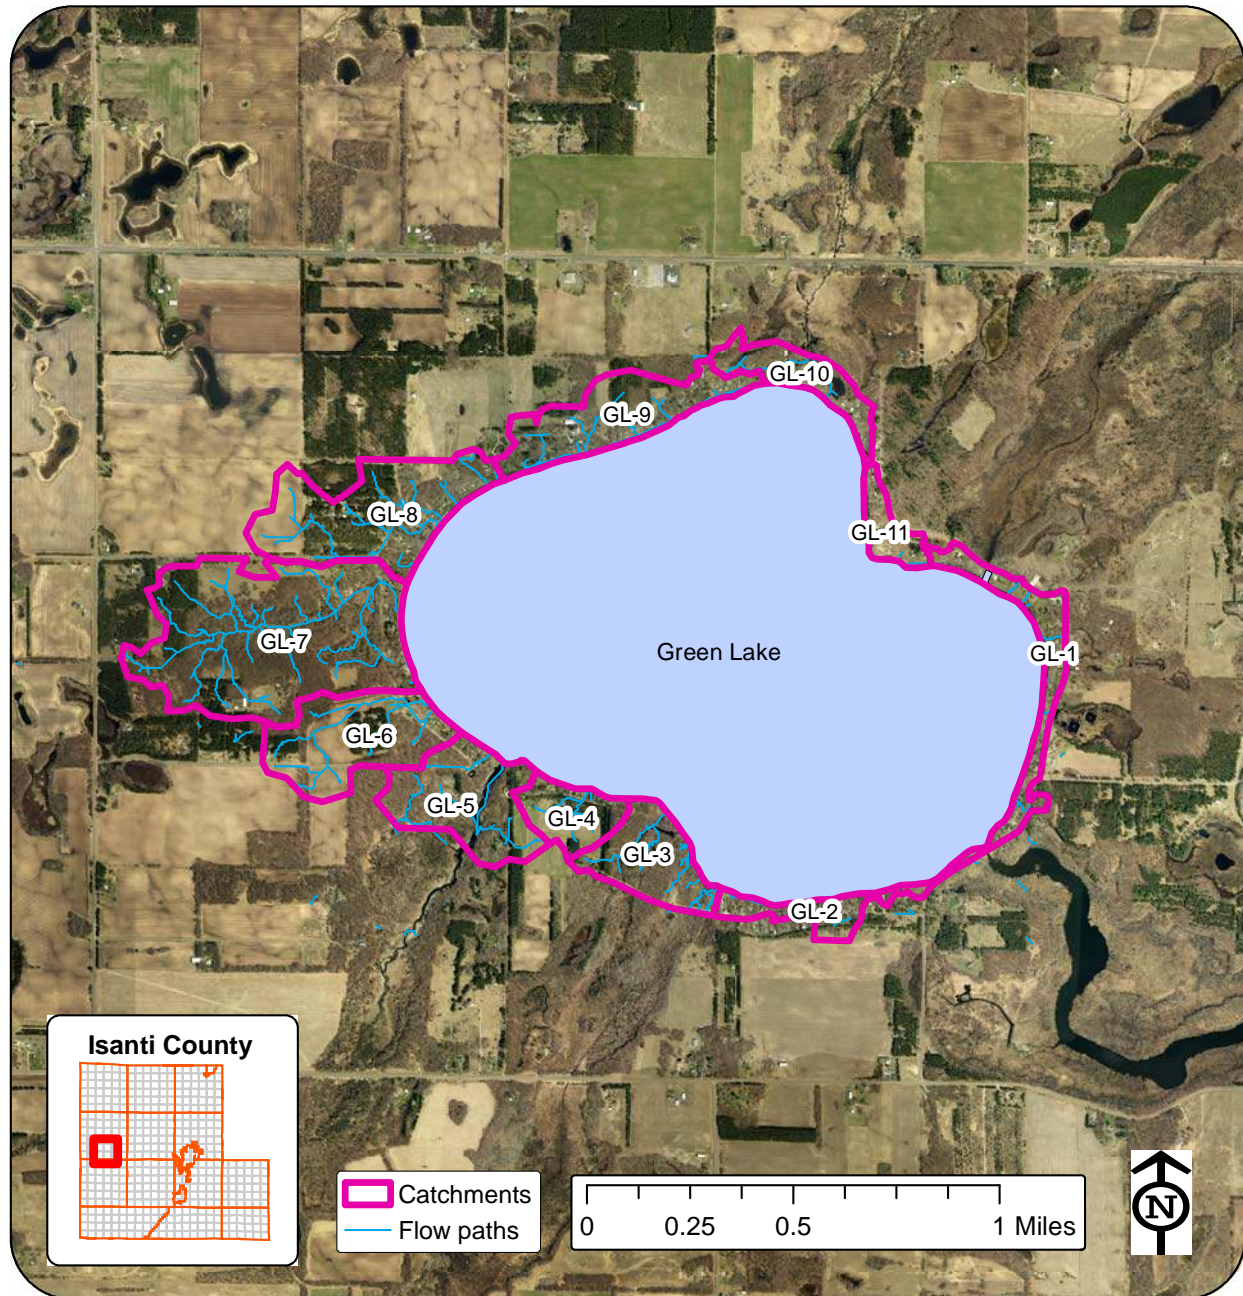 GL-10
GL-9
GL-8
GL-11
GL-7
Green Lake
GL-1
GL-6
GL-5
GL-4
GL-3
GL-2
Isanti County
Catchments
Flow paths
0 0.25 0.5 1 Miles
N